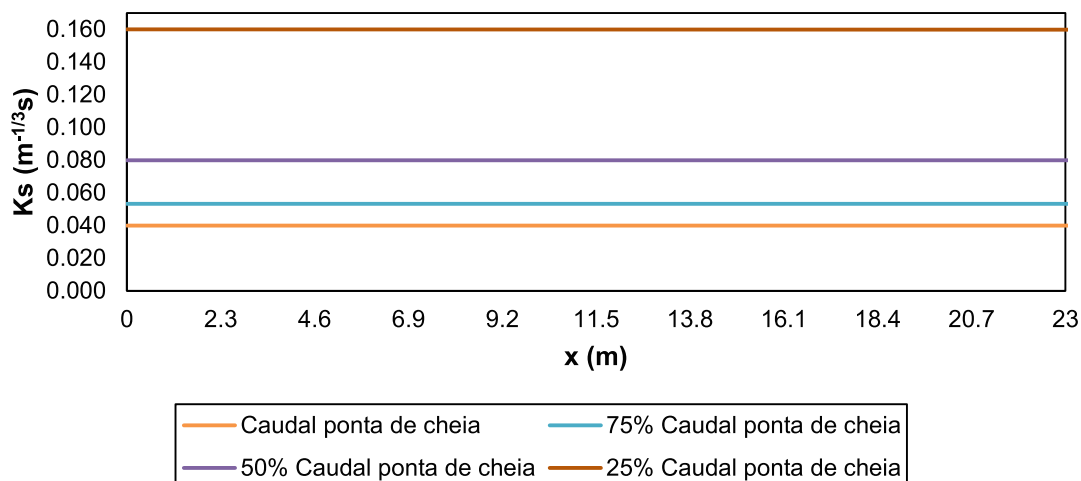 0.160
0.140
0.120
0.100
0.080
0.060
0.040
0.020
0.000
Ks (m-1/3s)
0 2.3 4.6 6.9 9.2 11.5 13.8 16.1 18.4 20.7 23
x (m)
Caudal ponta de cheia 75% Caudal ponta de cheia
50% Caudal ponta de cheia 25% Caudal ponta de cheia